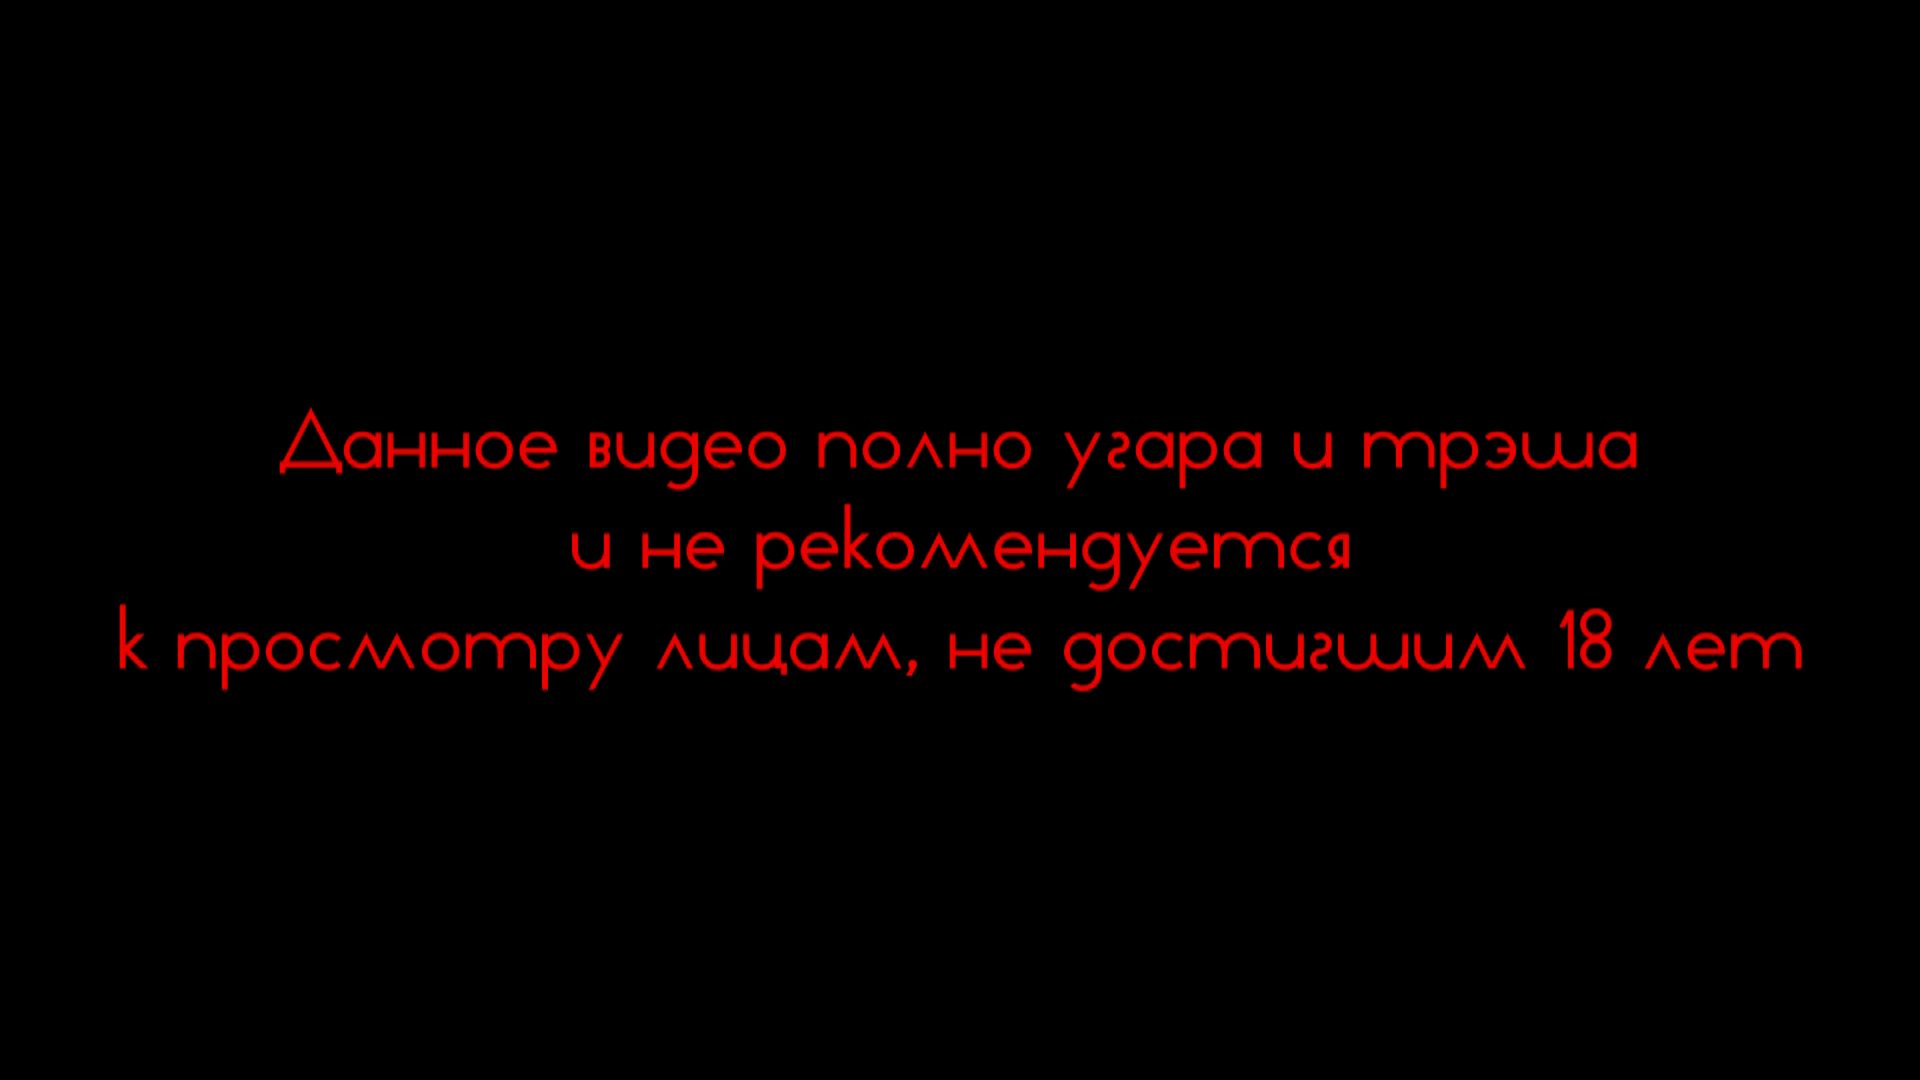 Данное видео полно угара и трэша
и не рекомендуется
к просмотру лицам, не достигшим 18 лет